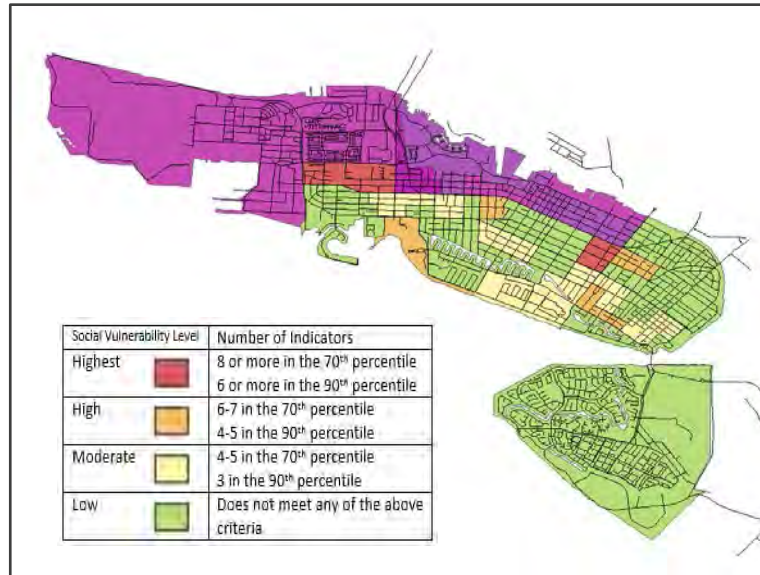 Social Vulnerability Level Number of Indicators
Highest 8 or more in the 70th percentile
6 or more in the 90th percentile
High 6-7 in the 70th percentile
4-5 in the 90th percentile
Moderate 4-5 in the 70th percentile
3 in the 90th percentile
Low Does not meet any of the above
criteria